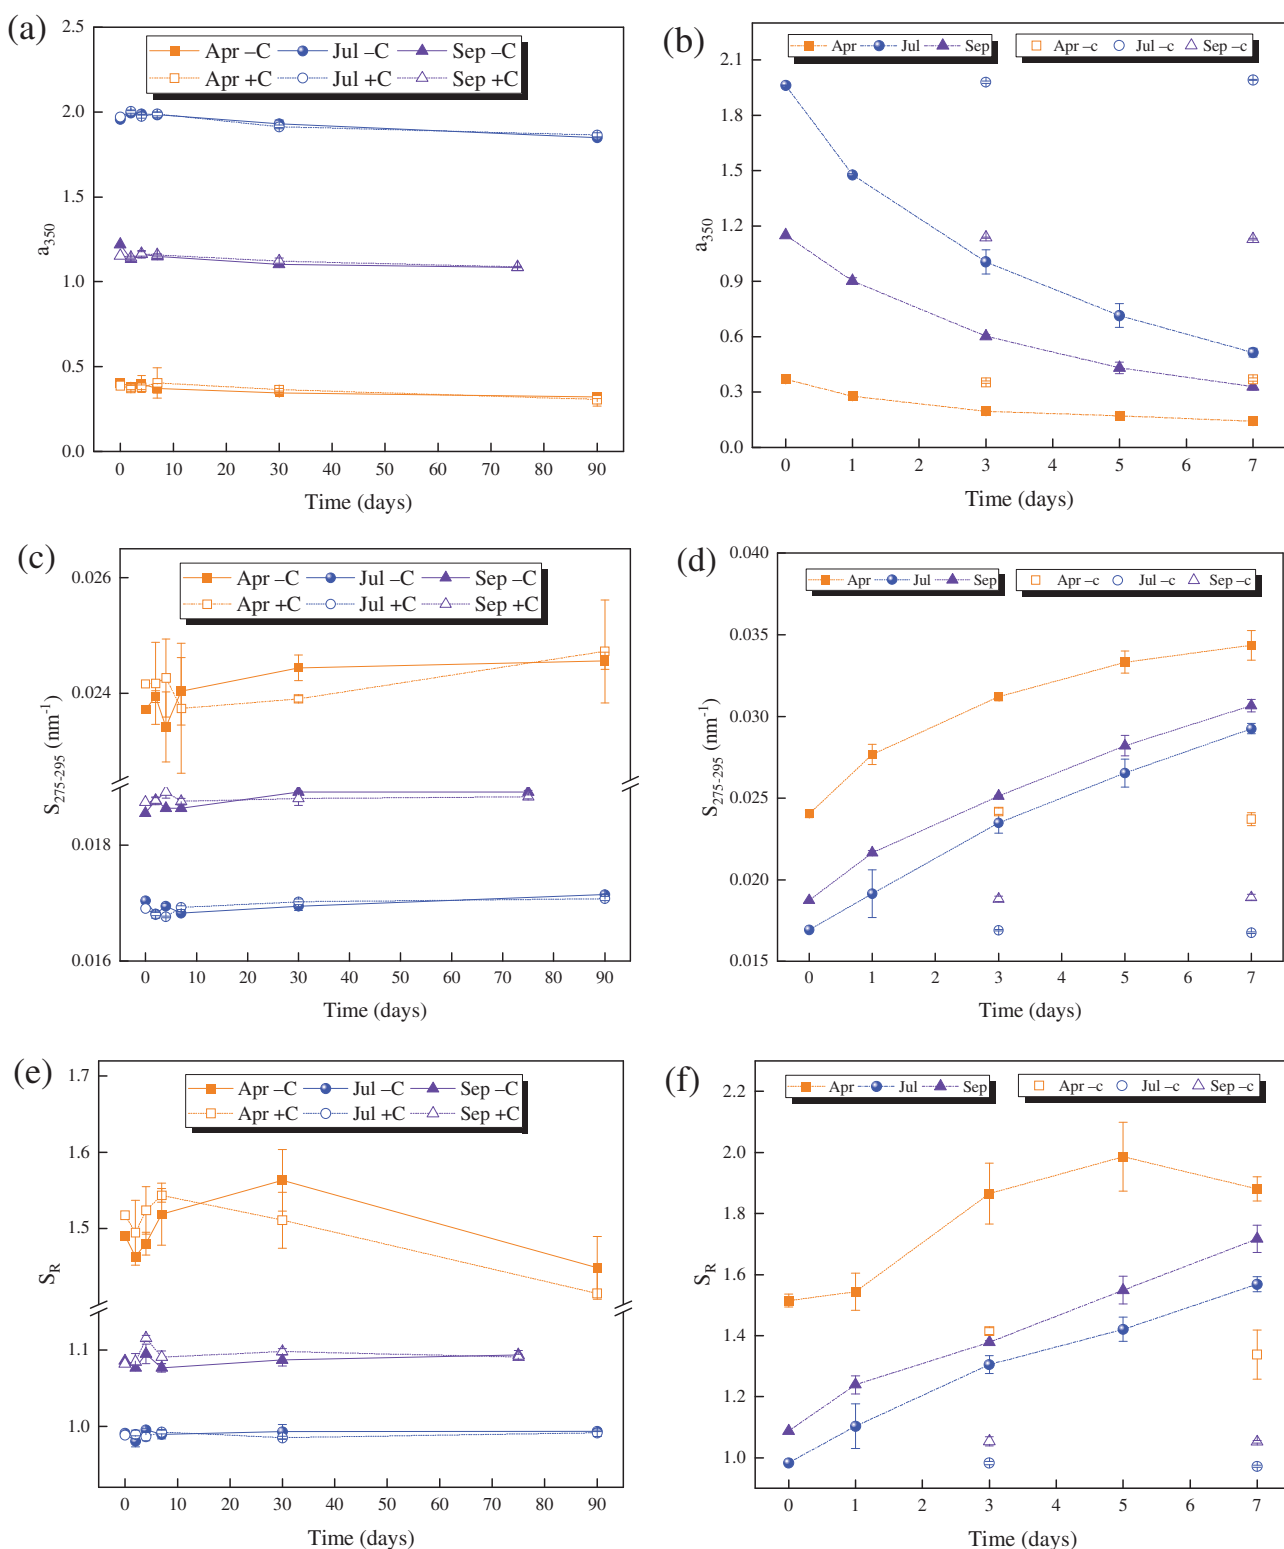 (a)
2.5
2.0
1.5
1.0
0.5
0.0
a350
Apr –C Jul –C Sep –C
Apr +C Jul +C Sep +C
0 10 20 30 40 50 60 70 80 90
Time (days)
(b)
2.1
1.8
1.5
1.2
0.9
0.6
0.3
0.0
a350
Apr Jul Sep
Apr –c Jul –c Sep –c
0 1 2 3 4 5 6 7
Time (days)
(c)
0.026
0.024
0.018
0.016
S275-295 (nm-1)
Apr –C Jul –C Sep –C
Apr +C Jul +C Sep +C
0 10 20 30 40 50 60 70 80 90
Time (days)
(d)
0.040
0.035
0.030
0.025
0.020
0.015
S275-295 (nm-1)
Apr Jul Sep
Apr –c Jul –c Sep –c
0 1 2 3 4 5 6 7
Time (days)
(e)
1.7
1.6
1.5
1.1
1.0
SR
Apr –C Jul –C Sep –C
Apr +C Jul +C Sep +C
0 10 20 30 40 50 60 70 80 90
Time (days)
(f)
2.2
2.0
1.8
1.6
1.4
1.2
1.0
SR
Apr Jul Sep
Apr –c Jul –c Sep –c
0 1 2 3 4 5 6 7
Time (days)